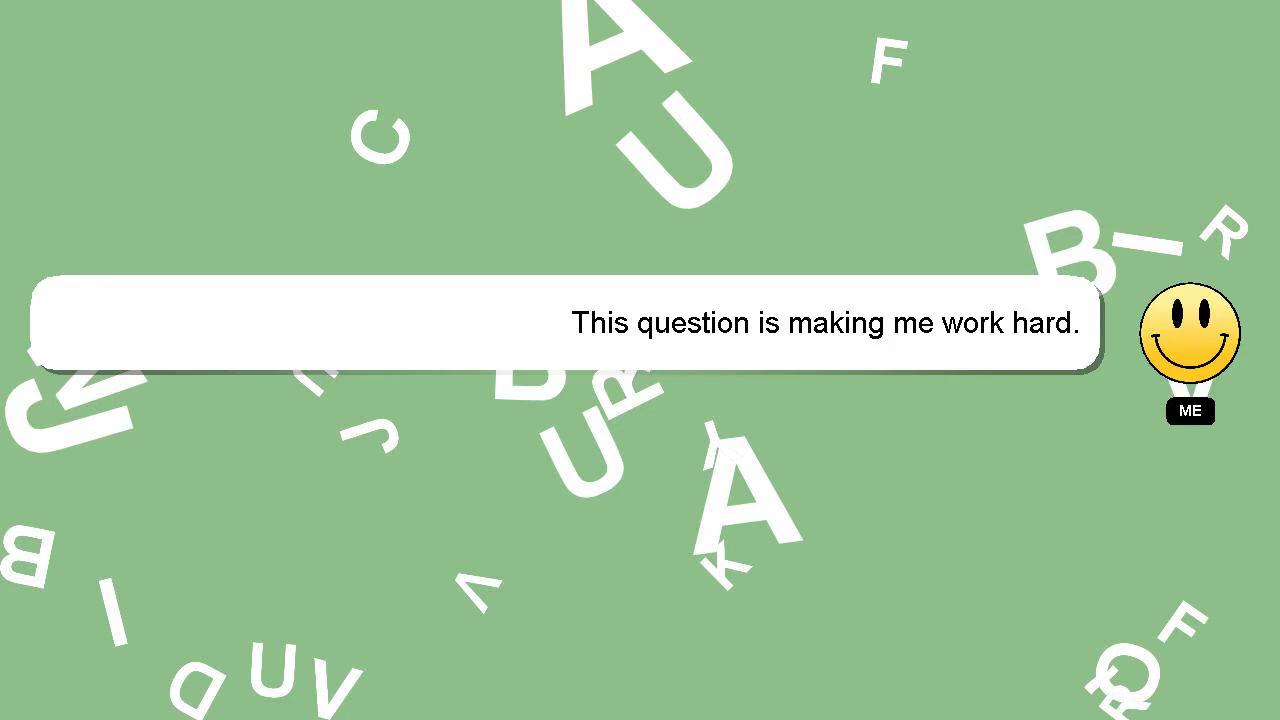 A
F
C
U
B
I
R
This question is making me work hard.
ME
J
U
R
A
K
B
I
V
D
U
V
F
Q